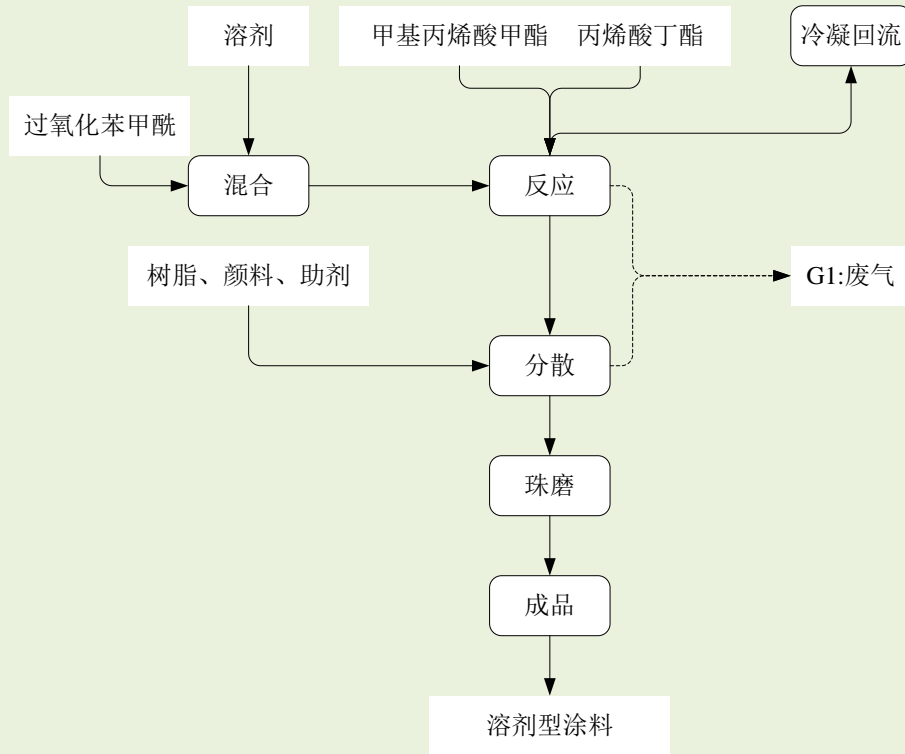 溶剂
甲基丙烯酸甲酯 丙烯酸丁酯
冷凝回流
过氧化苯甲酰
混合
反应
树脂、颜料、助剂
G1:废气
分散
珠磨
成品
溶剂型涂料